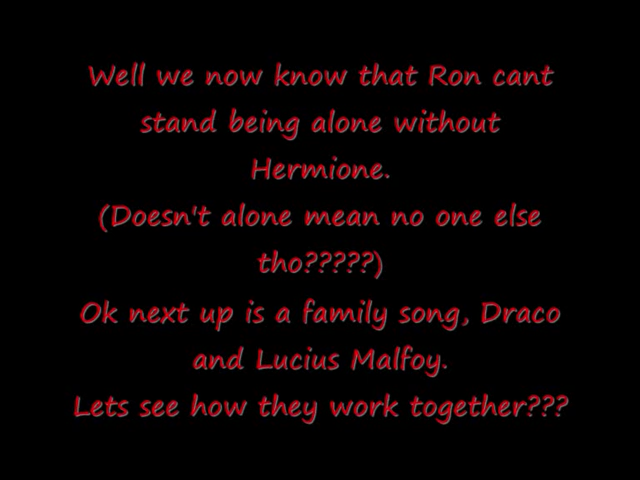 Well we now know that Ron cant
stand being alone without
Hermione.
(Doesn't alone mean no one else
tho?????)
Ok next up is a family song, Draco
and Lucius Malfoy.
Lets see how they work together???